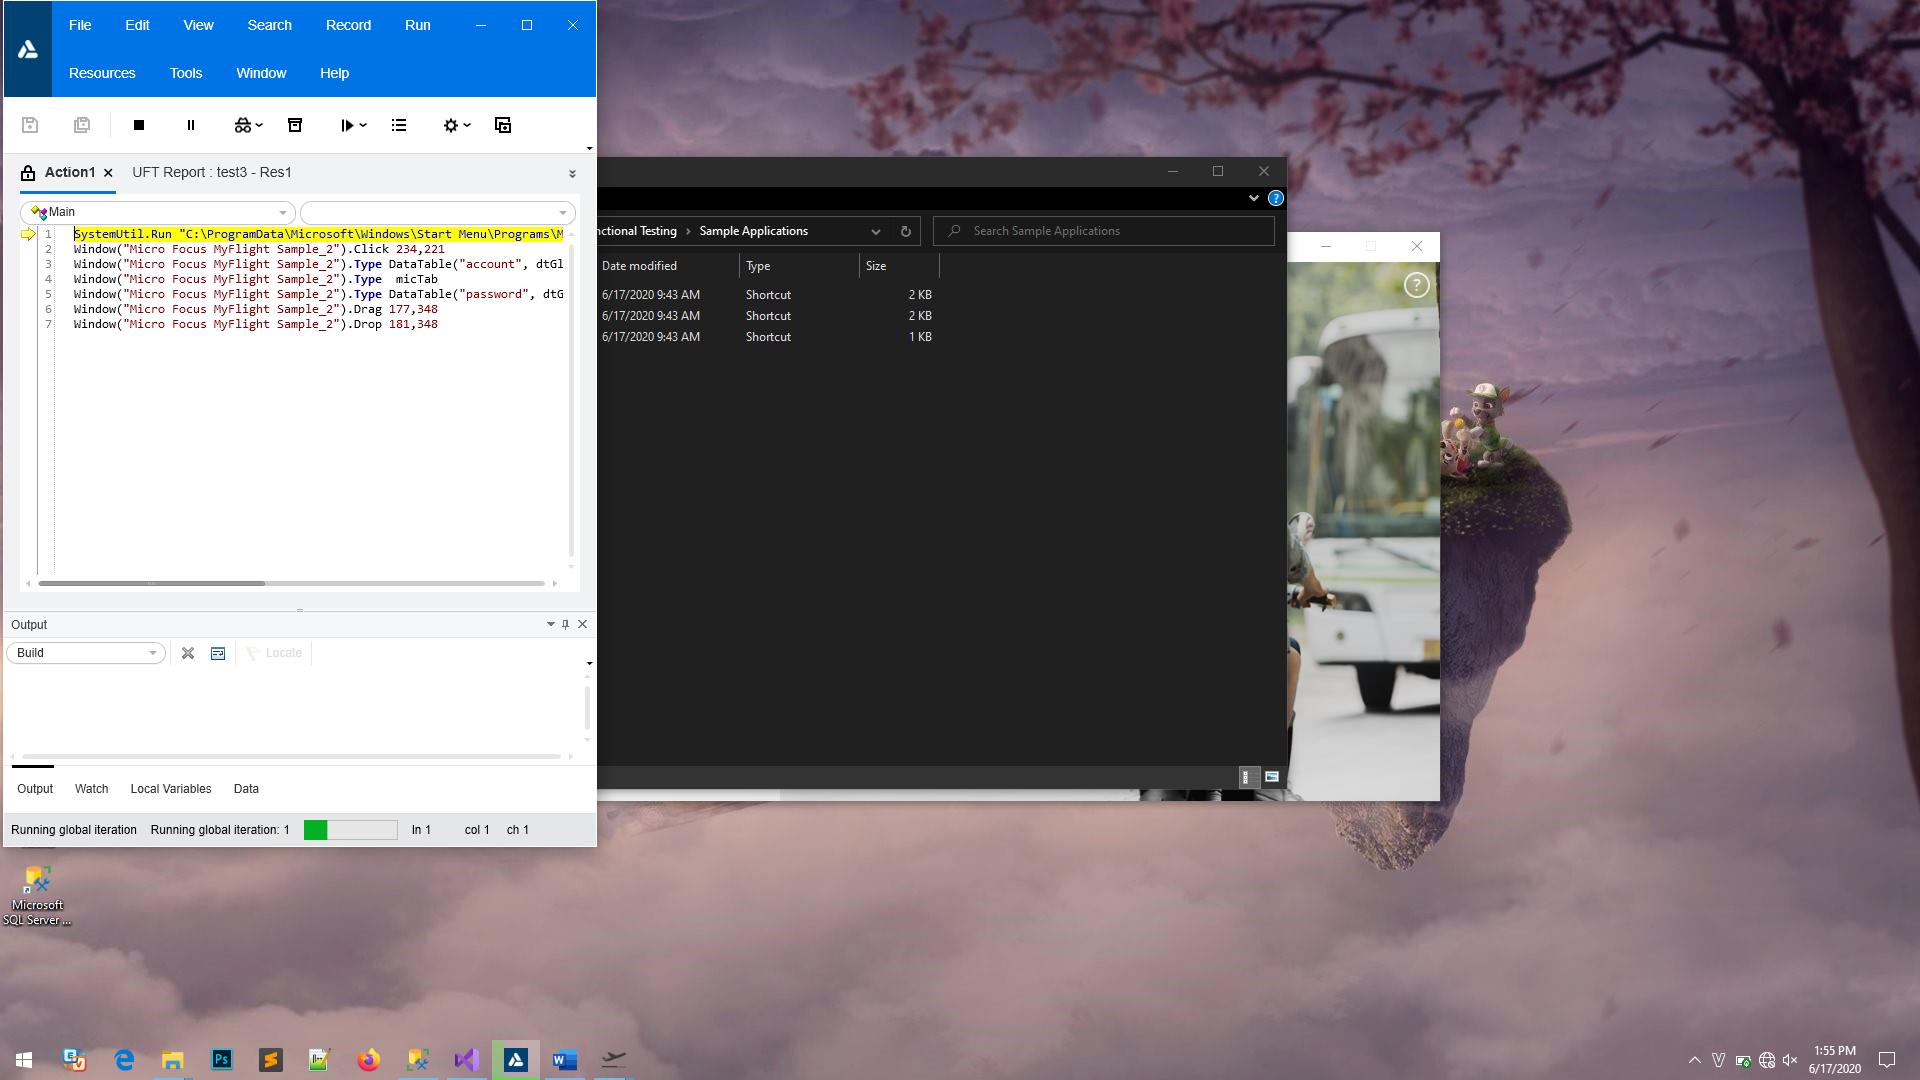 File Edit View Search Record Run
Resources Tools Window Help
Action1 UFT Report : test3 - Res1
Main
1 SystemUtil.Run "C:\ProgramData\Microsoft\Windows\Start Menu\Programs\M
2 Window("Micro Focus MyFlight Sample_2").Click 234,221
3 Window("Micro Focus MyFlight Sample_2").Type DataTable("account", dtGl
4 Window("Micro Focus MyFlight Sample_2").Type micTab
5 Window("Micro Focus MyFlight Sample_2").Type DataTable("password", dtG
6 Window("Micro Focus MyFlight Sample_2").Drag 177,348
7 Window("Micro Focus MyFlight Sample_2").Drop 181,348
Output
Build Locate
Output Watch Local Variables Data
Running global iteration Running global iteration: 1 ln 1 col 1 ch 1
nctional Testing › Sample Applications Search Sample Applications
Date modified Type Size
6/17/2020 9:43 AM Shortcut 2 KB
6/17/2020 9:43 AM Shortcut 2 KB
6/17/2020 9:43 AM Shortcut 1 KB
?
?
Microsoft
SQL Server ...
Ps
W
1:55 PM
6/17/2020